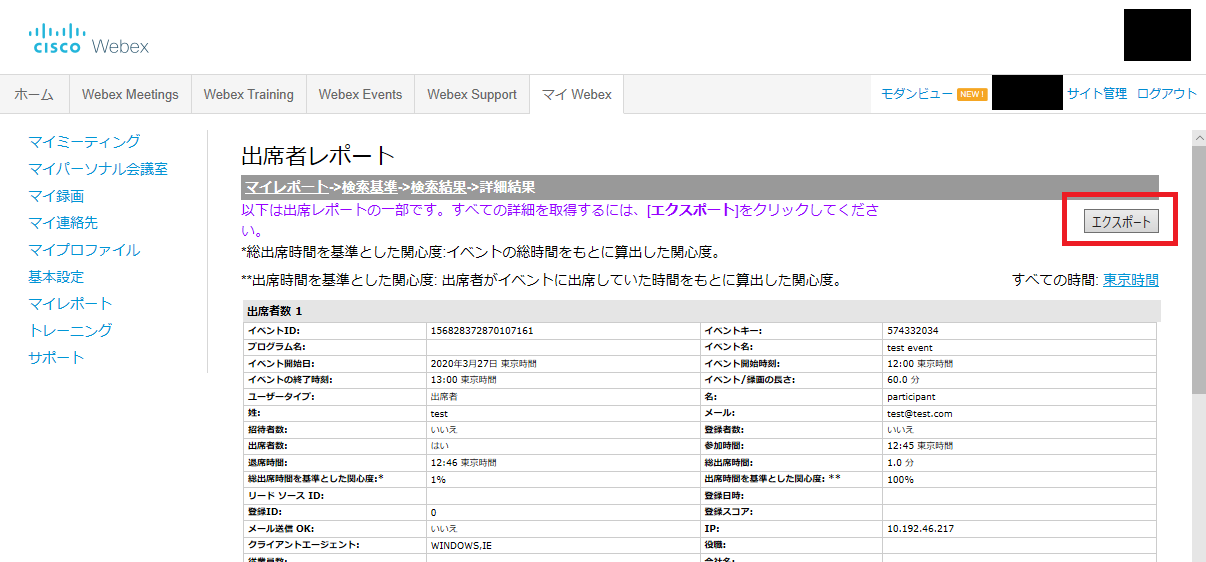 CISCO Webex
ホーム Webex Meetings Webex Training Webex Events Webex Support マイ Webex モダンビュー NEW! サイト管理 ログアウト
マイミーティング
マイパーソナル会議室
マイ録画
マイ連絡先
マイプロファイル
基本設定
マイレポート
トレーニング
サポート
出席者レポート
マイレポート->検索基準->検索結果->詳細結果
以下は出席レポートの一部です。すべての詳細を取得するには、[エクスポート]をクリックしてくださ
い。
エクスポート
*総出席時間を基準とした関心度:イベントの総時間をもとに算出した関心度。
**出席時間を基準とした関心度: 出席者がイベントに出席していた時間をもとに算出した関心度。
すべての時間: 東京時間
出席者数 1
イベントID: 156828372870107161 イベントキー: 574332034
プログラム名: イベント名: test event
イベント開始日: 2020年3月27日 東京時間 イベント開始時刻: 12:00 東京時間
イベントの終了時刻: 13:00 東京時間 イベント/録画の長さ: 60.0 分
ユーザータイプ: 出席者 名: participant
姓: test メール: test@test.com
招待者数: いいえ 登録者数: いいえ
出席者数: はい 参加時間: 12:45 東京時間
退席時間: 12:46 東京時間 総出席時間: 1.0 分
総出席時間を基準とした関心度:* 1% 出席時間を基準とした関心度: ** 100%
リード ソース ID: 登録日時:
登録ID: 0 登録スコア:
メール送信 OK: いいえ IP: 10.192.46.217
クライアントエージェント: WINDOWS,IE 役職:
従業員数: 会社名: